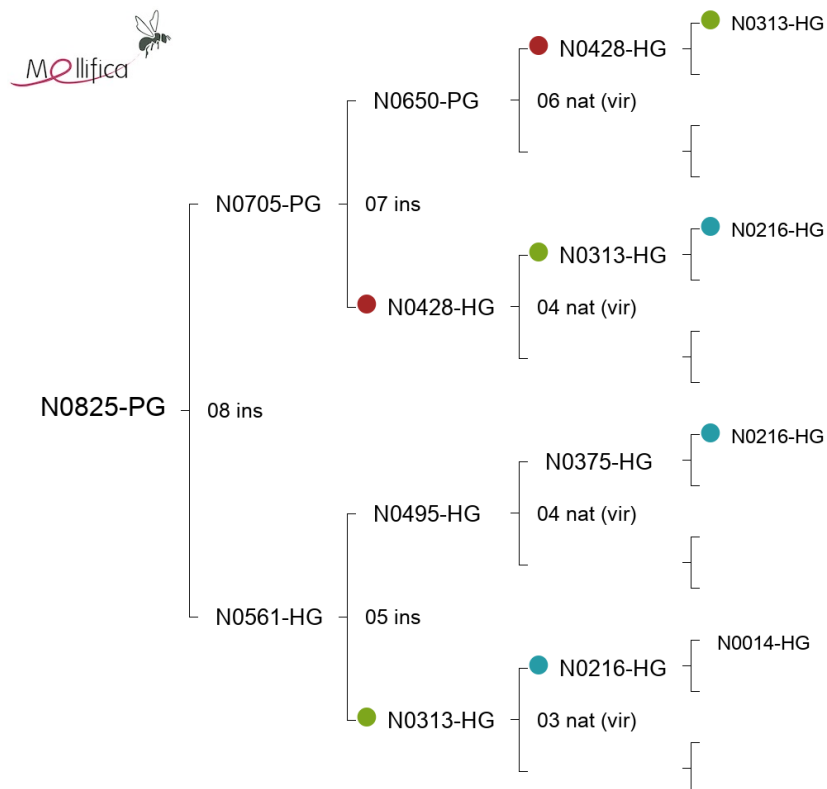 Mellifica
N0313-HG
N0428-HG
N0650-PG
06 nat (vir)
N0705-PG
07 ins
N0216-HG
N0313-HG
N0428-HG
04 nat (vir)
N0825-PG
08 ins
N0216-HG
N0375-HG
N0495-HG
04 nat (vir)
N0561-HG
05 ins
N0014-HG
N0216-HG
N0313-HG
03 nat (vir)